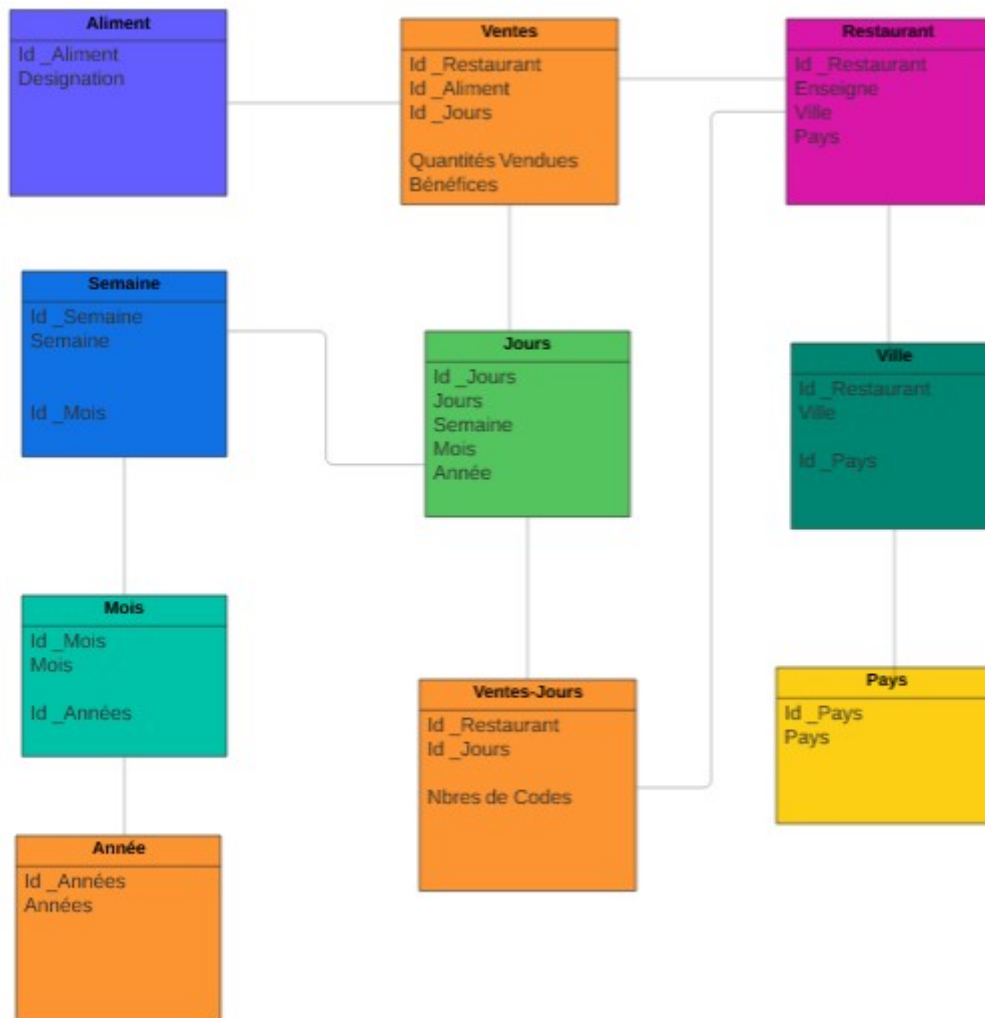 Aliment
Id _Aliment
Designation
Ventes
Id _Restaurant
Id _Aliment
Id _Jours
Quantités Vendues
Bénéfices
Restaurant
Id _Restaurant
Enseigne
Ville
Pays
Semaine
Id _Semaine
Semaine
Id _Mois
Jours
Id _Jours
Jours
Semaine
Mois
Année
Ville
Id _Restaurant
Ville
Id _Pays
Mois
Id _Mois
Mois
Id _Années
Ventes-Jours
Id _Restaurant
Id _Jours
Nbres de Codes
Pays
Id _Pays
Pays
Année
Id _Années
Années